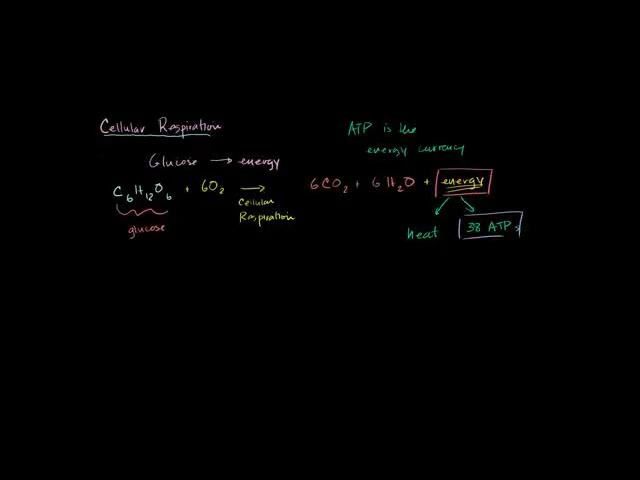 Cellular Respiration
ATP is the
energy currency
Glucose → energy
C6H12O6 + 6O2 → 6CO2 + 6H2O + energy
Cellular
Respiration
glucose
heat 38 ATPs